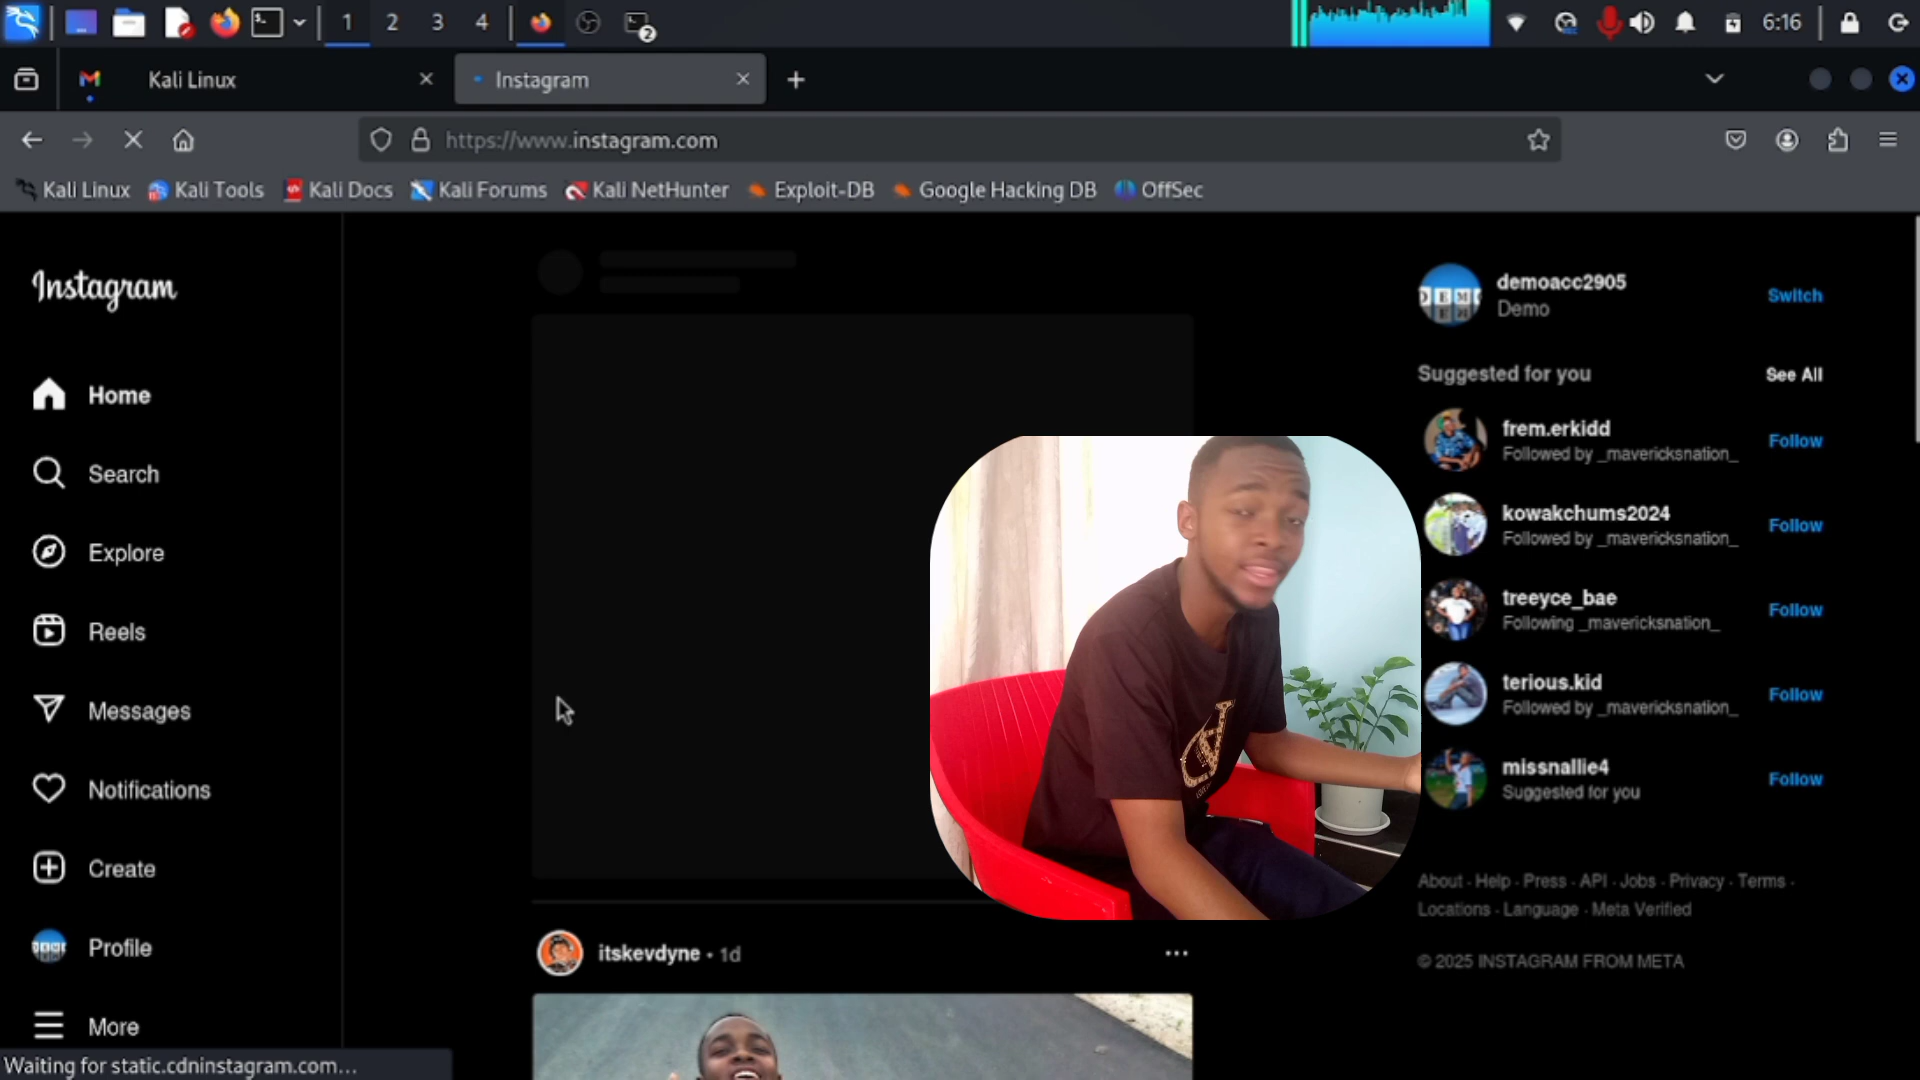 1 2 3 4 2 6:16
Kali Linux Instagram
https://www.instagram.com
Kali Linux Kali Tools Kali Docs Kali Forums Kali NetHunter Exploit-DB Google Hacking DB OffSec
Instagram
Home
Search
Explore
Reels
Messages
Notifications
Create
Profile
More
Waiting for static.cdninstagram.com...
itskevdyne • 1d
demoacc2905
Demo
Switch
Suggested for you
See All
frem.erkidd
Followed by _mavericksnation_
Follow
kowakchums2024
Followed by _mavericksnation_
Follow
treeyce_bae
Following _mavericksnation_
Follow
terious.kid
Followed by _mavericksnation_
Follow
missnallie4
Suggested for you
Follow
About · Help · Press · API · Jobs · Privacy · Terms ·
Locations · Language · Meta Verified
© 2025 INSTAGRAM FROM META